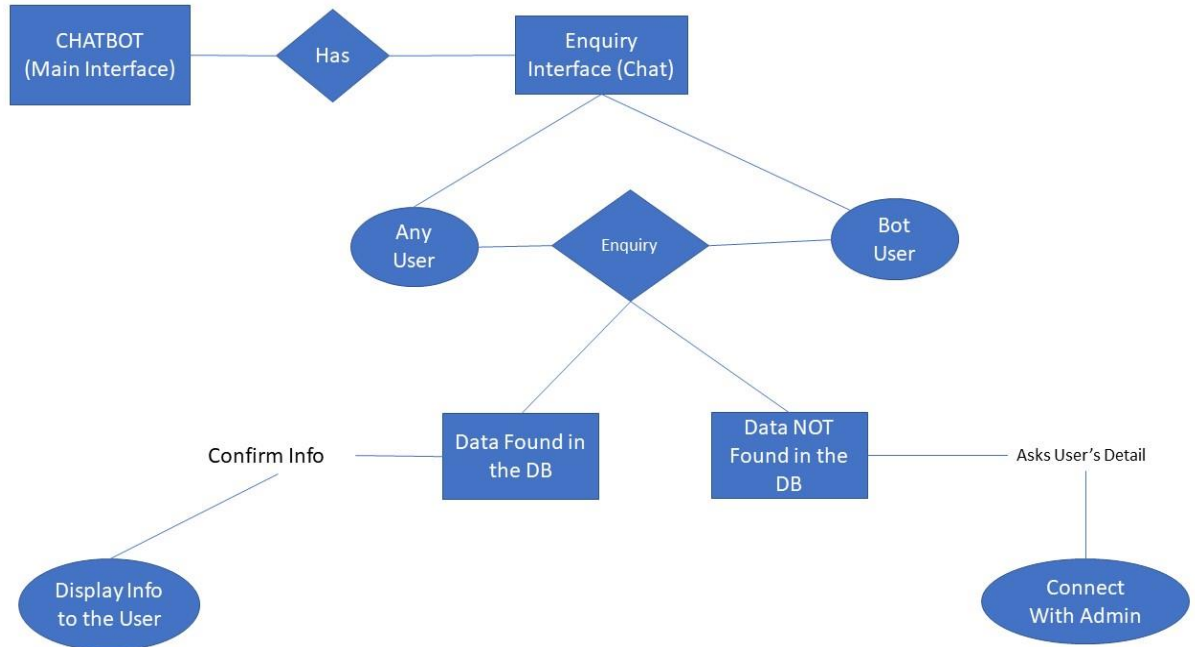 CHATBOT
(Main Interface)
Has
Enquiry
Interface (Chat)
Any
User
Enquiry
Bot
User
Confirm Info
Data Found in
the DB
Data NOT
Found in the
DB
Asks User’s Detail
Display Info
to the User
Connect
With Admin